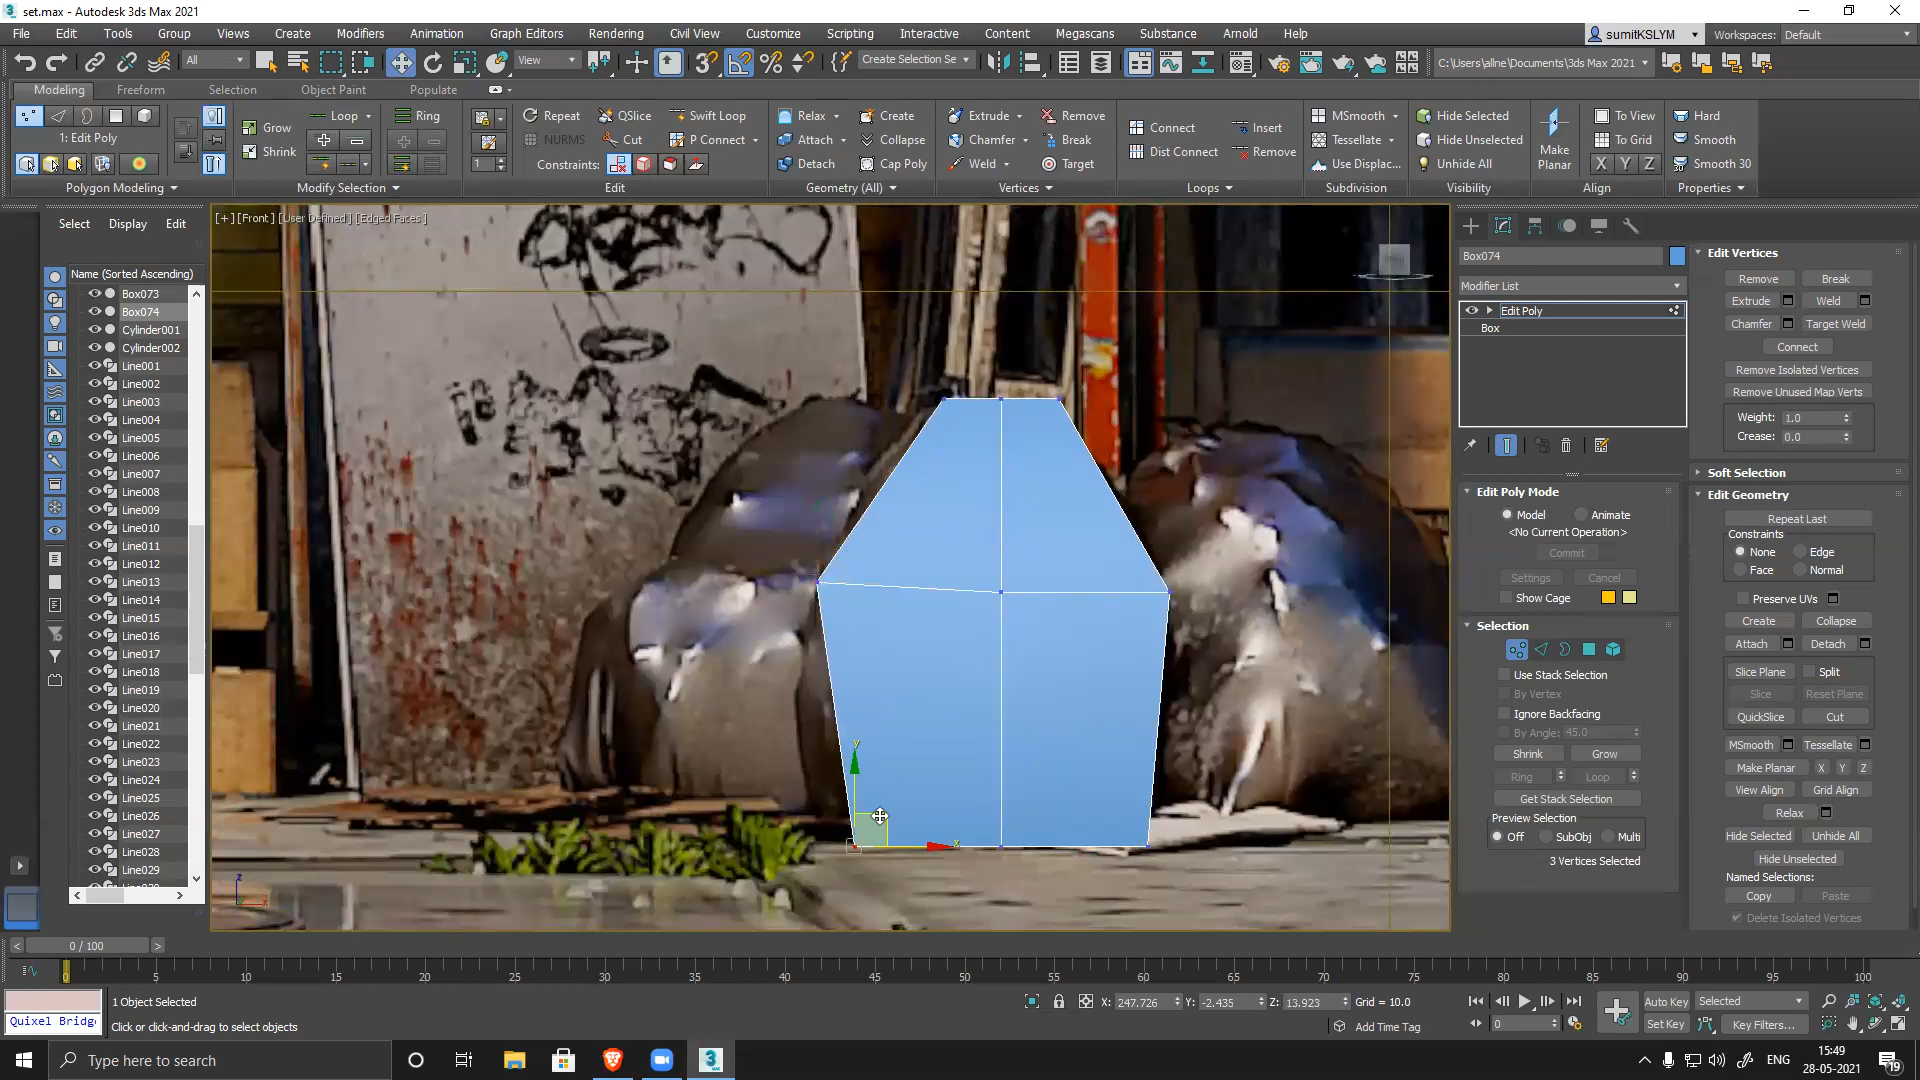 set.max - Autodesk 3ds Max 2021
File Edit Tools Group Views Create Modifiers Animation Graph Editors Rendering Civil View Customize Scripting Interactive Content Megascans Substance Arnold Help
sumitKSLYM Workspaces: Default
All View Create Selection Se C:\Users\allne\Documents\3ds Max 2021
Modeling Freeform Selection Object Paint Populate
1: Edit Poly
Polygon Modeling
Grow Loop Ring
Shrink
Modify Selection
Repeat QSlice Swift Loop
NURMS Cut P Connect
1 Constraints:
Edit
Relax Create
Attach Collapse
Detach Cap Poly
Geometry (All)
Extrude Remove
Chamfer Break
Weld Target
Vertices
Connect Insert
Dist Connect Remove
Loops
MSmooth
Tessellate
Use Displac...
Subdivision
Hide Selected
Hide Unselected
Unhide All
Visibility
Make Planar
To View
To Grid
X Y Z
Align
Hard
Smooth
Smooth 30
Properties
Select Display Edit
Name (Sorted Ascending)
Box073
Box074
Cylinder001
Cylinder002
Line001
Line002
Line003
Line004
Line005
Line006
Line007
Line008
Line009
Line010
Line011
Line012
Line013
Line014
Line015
Line016
Line017
Line018
Line019
Line020
Line021
Line022
Line023
Line024
Line025
Line026
Line027
Line028
Line029
[+] [Front] [User Defined] [Edged Faces]
y
x
z
Box074
Modifier List
Edit Poly
Box
Edit Poly Mode
Model Animate
<No Current Operation>
Commit
Settings Cancel
Show Cage
Selection
Use Stack Selection
By Vertex
Ignore Backfacing
By Angle: 45.0
Shrink Grow
Ring Loop
Get Stack Selection
Preview Selection
Off SubObj Multi
3 Vertices Selected
Edit Vertices
Remove Break
Extrude Weld
Chamfer Target Weld
Connect
Remove Isolated Vertices
Remove Unused Map Verts
Weight: 1.0
Crease: 0.0
Soft Selection
Edit Geometry
Repeat Last
Constraints
None Edge
Face Normal
Preserve UVs
Create Collapse
Attach Detach
Slice Plane Split
Slice Reset Plane
QuickSlice Cut
MSmooth Tessellate
Make Planar X Y Z
View Align Grid Align
Relax
Hide Selected Unhide All
Hide Unselected
Named Selections:
Copy Paste
Delete Isolated Vertices
< 0 / 100 >
0 5 10 15 20 25 30 35 40 45 50 55 60 65 70 75 80 85 90 95 100
Quixel Bridg
1 Object Selected
Click or click-and-drag to select objects
X: 247.726 Y: -2.435 Z: 13.923 Grid = 10.0
Add Time Tag
0
Auto Key Selected
Set Key Key Filters...
Type here to search
ENG
15:49
28-05-2021
19